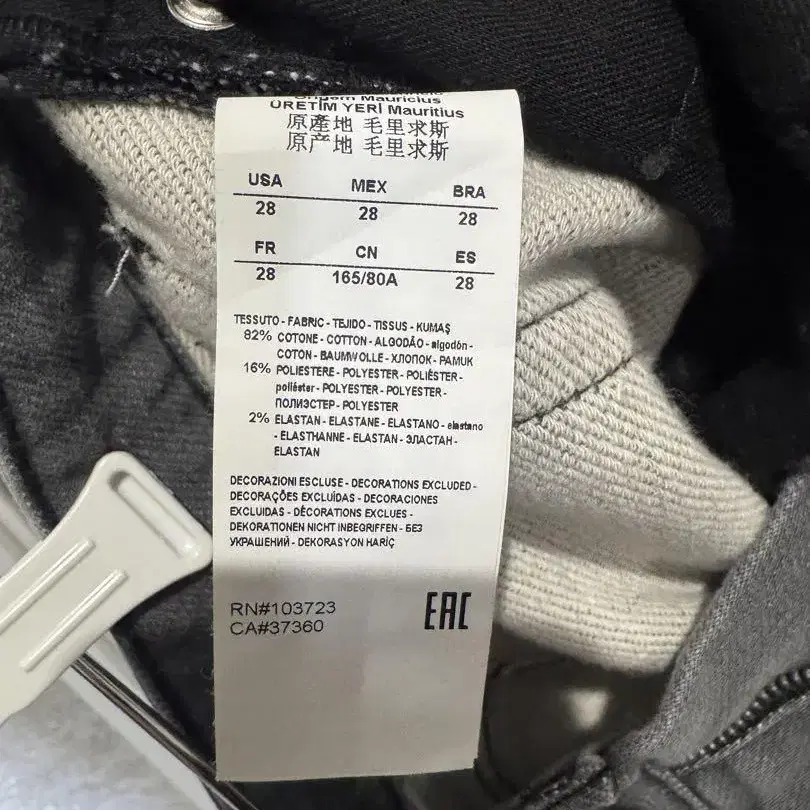 Origem Mauricius
ÜRETİM YERİ Mauritius
原產地 毛里求斯
原产地 毛里求斯
USA MEX BRA
28 28 28
FR CN ES
28 165/80A 28
TESSUTO - FABRIC - TEJIDO - TISSUS - KUMAŞ
82% COTONE - COTTON - ALGODÃO - algodón -
COTON - BAUMWOLLE - ХЛОПОК - PAMUK
16% POLIESTERE - POLYESTER - POLIÉSTER -
poliéster - POLYESTER - POLYESTER -
ПОЛИЭСТЕР - POLYESTER
2% ELASTAN - ELASTANE - ELASTANO - elastano
- ELASTHANNE - ELASTAN - ЭЛАСТАН -
ELASTAN
DECORAZIONI ESCLUSE - DECORATIONS EXCLUDED -
DECORAÇÕES EXCLUÍDAS - DECORACIONES
EXCLUIDAS - DÉCORATIONS EXCLUES -
DEKORATIONEN NICHT INBEGRIFFEN - БЕЗ
УКРАШЕНИЙ - DEKORASYON HARİÇ
RN#103723
CA#37360
EAC